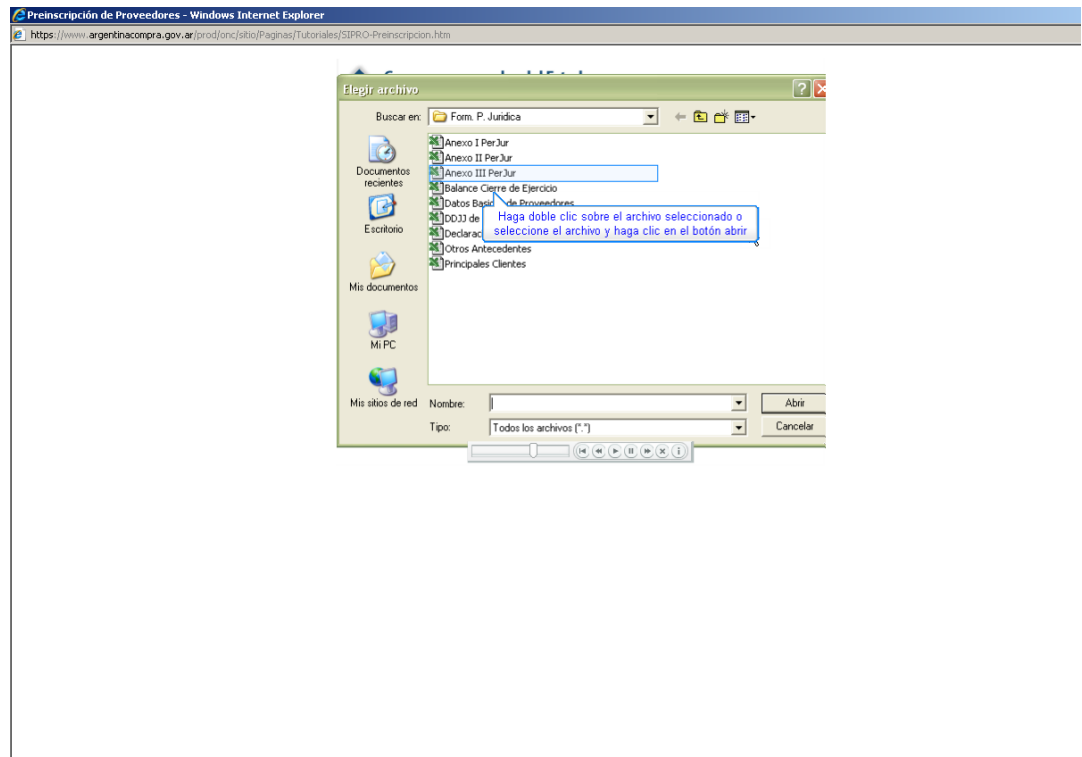 Preinscripción de Proveedores - Windows Internet Explorer
https://www.argentinacompra.gov.ar/prod/onc/sitio/Paginas/Tutoriales/SIPRO-Preinscripcion.htm
Elegir archivo
Buscar en:
Form. P. Juridica
Documentos recientes
Escritorio
Mis documentos
Mi PC
Mis sitios de red
Anexo I PerJur
Anexo II PerJur
Anexo III PerJur
Balance Cierre de Ejercicio
Datos Basicos de Proveedores
DDJJ de
Declarac
Otros Antecedentes
Principales Clientes
Haga doble clic sobre el archivo seleccionado o
seleccione el archivo y haga clic en el botón abrir
Nombre:
Abrir
Tipo:
Todos los archivos (".")
Cancelar